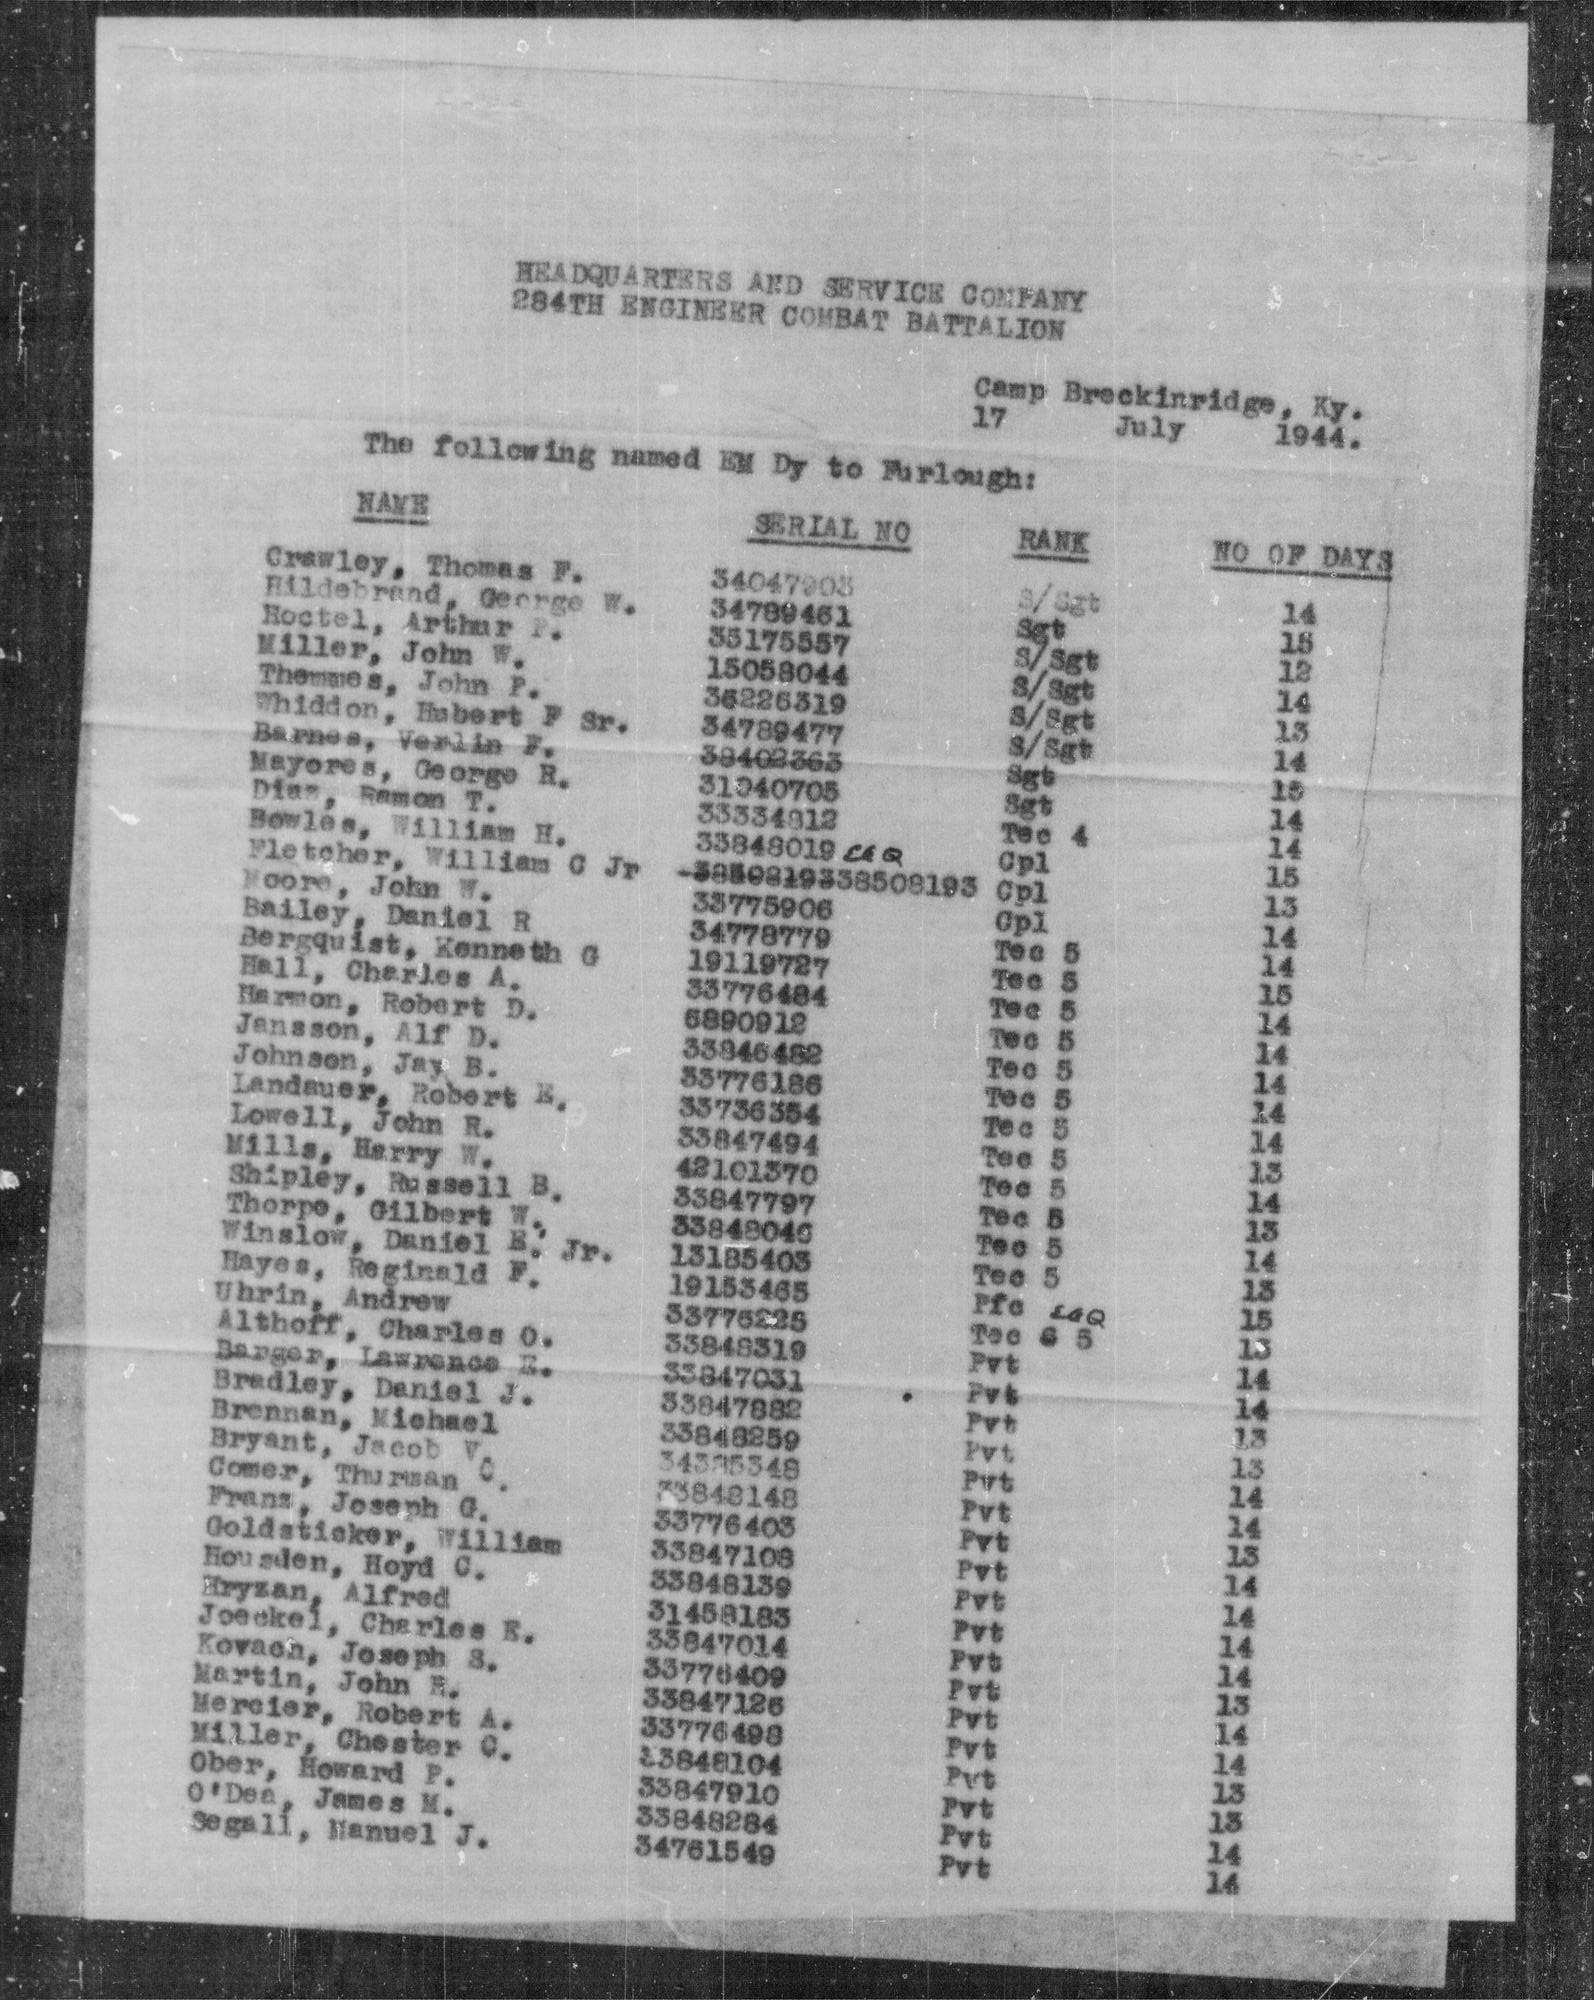 HEADQUARTERS AND SERVICE COMPANY
284TH ENGINEER COMBAT BATTALION
Camp Breckinridge, Ky.
17 July 1944.
The following named EM Dy to Furlough:
NAME SERIAL NO RANK NO OF DAYS
Crawley, Thomas F. 34047903 S/Sgt 14
Hildebrand, George W. 34789461 Sgt 15
Hoctel, Arthur P. 35175557 S/Sgt 12
Miller, John W. 15058044 S/Sgt 14
Themmes, John P. 36226319 S/Sgt 13
Whiddon, Hubert F Sr. 34789477 S/Sgt 14
Barnes, Verlin F. 38402363 Sgt 15
Mayores, George R. 31040705 Sgt 14
Diaz, Ramon T. 33334812 Tec 4 14
Bowles, William H. 33848019 Cpl 15
Fletcher, William C Jr 38508193 38508193 Cpl 13
Moore, John W. 33775906 Cpl 14
Bailey, Daniel R 34778779 Tec 5 14
Bergquist, Kenneth G 19119727 Tec 5 15
Hall, Charles A. 33776484 Tec 5 14
Harmon, Robert D. 6890912 Tec 5 14
Jansson, Alf D. 33846482 Tec 5 14
Johnson, Jay B. 33776186 Tec 5 14
Landauer, Robert E. 33736354 Tec 5 14
Lowell, John R. 33847494 Tec 5 13
Mills, Harry W. 42101370 Tec 5 14
Shipley, Russell B. 33847797 Tec 5 13
Thorpe, Gilbert W. 33848046 Tec 5 14
Winslow, Daniel E. Jr. 13185403 Tec 5 13
Hayes, Reginald F. 19153465 Pfc 15
Uhrin, Andrew 33776225 Tec 5 13
Althoff, Charles O. 33848319 Pvt 14
Barger, Lawrence E. 33847031 Pvt 14
Bradley, Daniel J. 33847882 Pvt 13
Brennan, Michael 33848259 Pvt 13
Bryant, Jacob V. 34385348 Pvt 14
Comer, Thurman C. 33848148 Pvt 14
Franz, Joseph G. 33776403 Pvt 13
Goldsticker, William 33847108 Pvt 14
Housden, Hoyd C. 33848139 Pvt 14
Hryzan, Alfred 31458183 Pvt 14
Joeckel, Charles E. 33847014 Pvt 14
Kovach, Joseph S. 33776409 Pvt 13
Martin, John E. 33847126 Pvt 14
Mercier, Robert A. 33776498 Pvt 14
Miller, Chester C. 33848104 Pvt 13
Ober, Howard P. 33847910 Pvt 13
O'Dea, James M. 33848284 Pvt 14
Segall, Manuel J. 34761549 Pvt 14